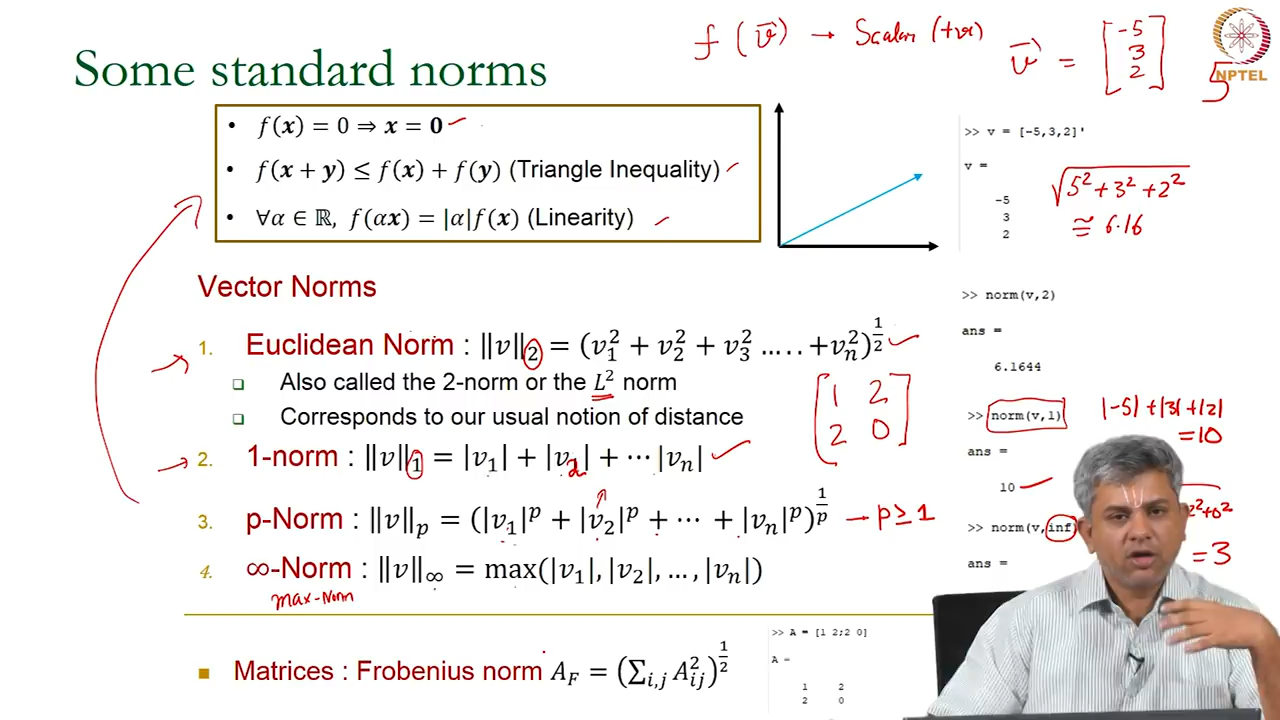 f(v⃗) → Scalar (+ve)
v⃗ = [-5 3 2]
5
NPTEL
Some standard norms
• f(x) = 0 ⇒ x = 0
• f(x + y) ≤ f(x) + f(y) (Triangle Inequality)
• ∀α ∈ ℝ, f(αx) = |α|f(x) (Linearity)
>> v = [-5,3,2]'
v =
-5
3
2
√5² + 3² + 2²
≅ 6.16
Vector Norms
>> norm(v,2)
ans =
6.1644
1. Euclidean Norm : ‖v‖₂ = (v₁² + v₂² + v₃² ….. +vₙ²)^(1/2)
❑ Also called the 2-norm or the L² norm
❑ Corresponds to our usual notion of distance
[1 2
2 0]
>> norm(v,1)
|-5| + |3| + |2|
= 10
ans =
10
2. 1-norm : ‖v‖₁ = |v₁| + |v₂| + ⋯ |vₙ|
3. p-Norm : ‖v‖ₚ = (|v₁|^p + |v₂|^p + ⋯ + |vₙ|^p)^(1/p) → p ≥ 1
>> norm(v,inf)
2²+0²
= 3
ans =
4. ∞-Norm : ‖v‖∞ = max(|v₁|, |v₂|, …, |vₙ|)
max-Norm
>> A = [1 2;2 0]
A =
1 2
2 0
■ Matrices : Frobenius norm A_F = (∑ᵢ,ⱼ Aᵢⱼ²)^(1/2)